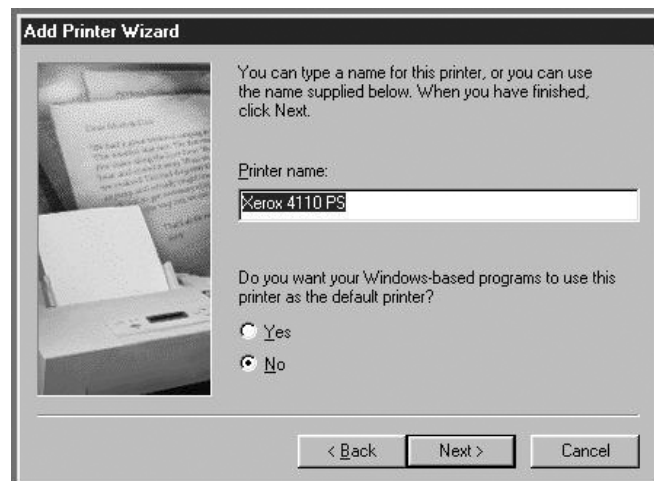 Add Printer Wizard
You can type a name for this printer, or you can use
the name supplied below. When you have finished,
click Next.
Printer name:
Xerox 4110 PS
Do you want your Windows-based programs to use this
printer as the default printer?
Yes
No
< Back
Next >
Cancel